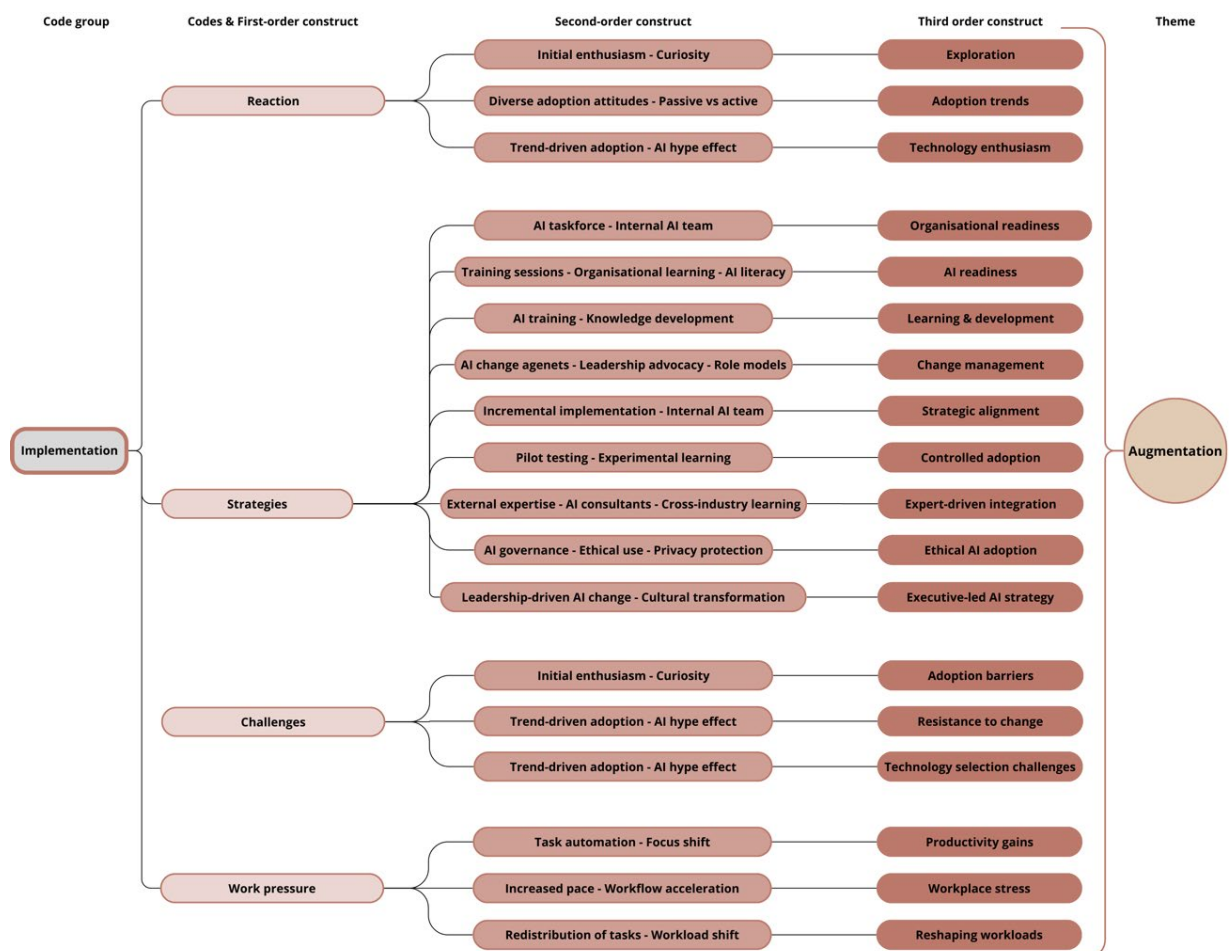 Code group
Codes & First-order construct
Second-order construct
Third order construct
Theme
Initial enthusiasm - Curiosity
Exploration
Reaction
Diverse adoption attitudes - Passive vs active
Adoption trends
Trend-driven adoption - AI hype effect
Technology enthusiasm
AI taskforce - Internal AI team
Organisational readiness
Training sessions - Organisational learning - AI literacy
AI readiness
AI training - Knowledge development
Learning & development
AI change agenets - Leadership advocacy - Role models
Change management
Incremental implementation - Internal AI team
Strategic alignment
Implementation
Augmentation
Pilot testing - Experimental learning
Controlled adoption
Strategies
External expertise - AI consultants - Cross-industry learning
Expert-driven integration
AI governance - Ethical use - Privacy protection
Ethical AI adoption
Leadership-driven AI change - Cultural transformation
Executive-led AI strategy
Initial enthusiasm - Curiosity
Adoption barriers
Challenges
Trend-driven adoption - AI hype effect
Resistance to change
Trend-driven adoption - AI hype effect
Technology selection challenges
Task automation - Focus shift
Productivity gains
Work pressure
Increased pace - Workflow acceleration
Workplace stress
Redistribution of tasks - Workload shift
Reshaping workloads